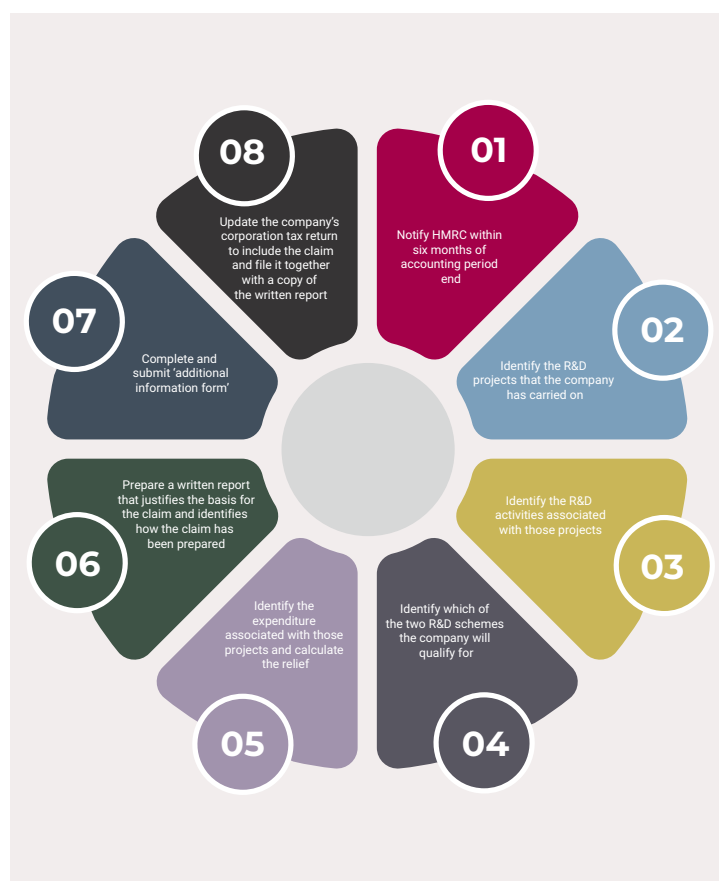 01
Notify HMRC within
six months of
accounting period
end
02
Identify the R&D
projects that the company
has carried on
03
Identify the R&D
activities associated
with those projects
04
Identify which of
the two R&D schemes
the company will
qualify for
05
Identify the
expenditure
associated with those
projects and calculate
the relief
06
Prepare a written report
that justifies the basis for
the claim and identifies
how the claim has
been prepared
07
Complete and
submit ‘additional
information form’
08
Update the company’s
corporation tax return
to include the claim
and file it together
with a copy of
the written report